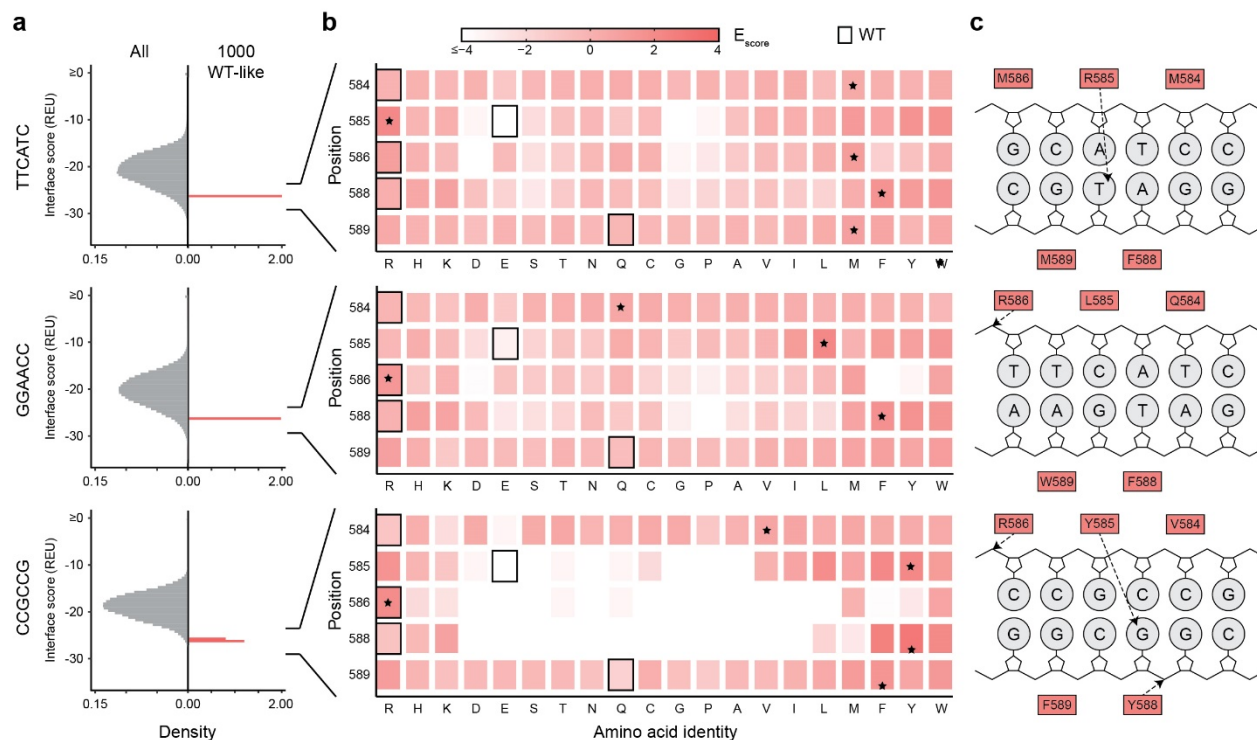 a
b
c
All
1000
WT-like
≤-4
-2
0
2
4
E_score
WT
TTCATC
Interface score (REU)
≥0
-10
-20
-30
0.15
0.00
2.00
Position
584
585
586
588
589
R H K D E S T N Q C G P A V I L M F Y W
M586 R585 M584
G C A T C C
C G T A G G
M589 F588
GGAACC
Interface score (REU)
≥0
-10
-20
-30
0.15
0.00
2.00
Position
584
585
586
588
589
R H K D E S T N Q C G P A V I L M F Y W
R586 L585 Q584
T T C A T C
A A G T A G
W589 F588
CCGCCG
Interface score (REU)
≥0
-10
-20
-30
0.15
0.00
2.00
Density
Position
584
585
586
588
589
R H K D E S T N Q C G P A V I L M F Y W
Amino acid identity
R586 Y585 V584
C C G C C G
G G C G G C
F589 Y588